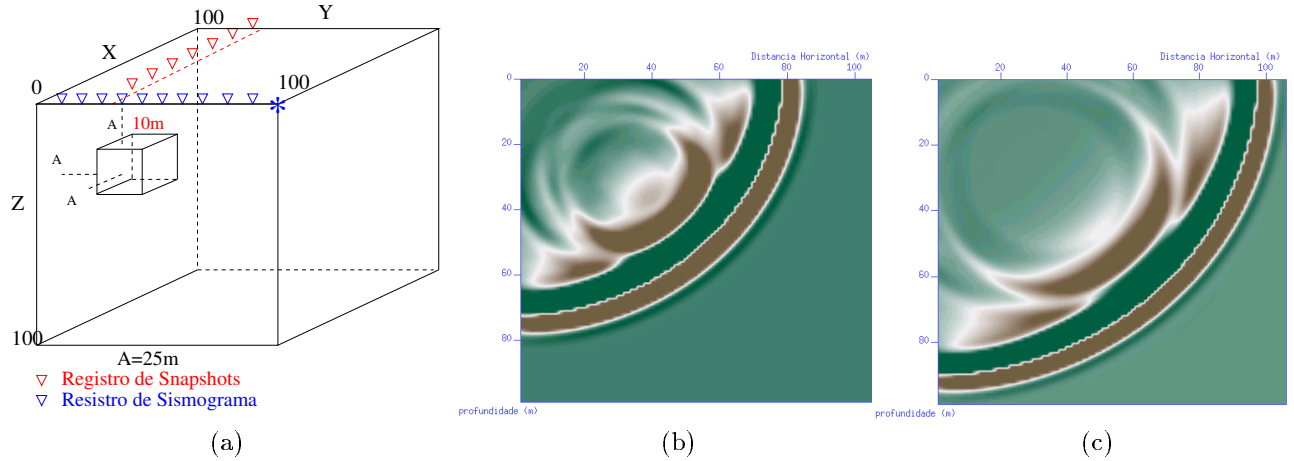 100
Y
X
0
100
A
10m
A
A
Z
100
A=25m
Registro de Snapshots
Resistro de Sismograma
(a)
Distancia Horizontal (m)
0 20 40 60 80 100
0
20
40
60
80
profundidade (m)
(b)
Distancia Horizontal (m)
0 20 40 60 80 100
0
20
40
60
80
profundidade (m)
(c)